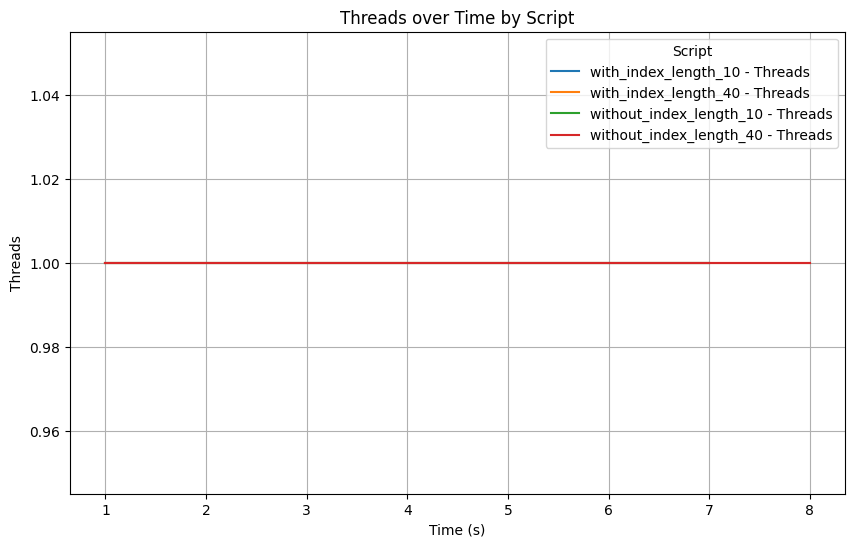 Threads over Time by Script
Script
with_index_length_10 - Threads
with_index_length_40 - Threads
without_index_length_10 - Threads
without_index_length_40 - Threads
1.04
1.02
1.00
0.98
0.96
Threads
1 2 3 4 5 6 7 8
Time (s)